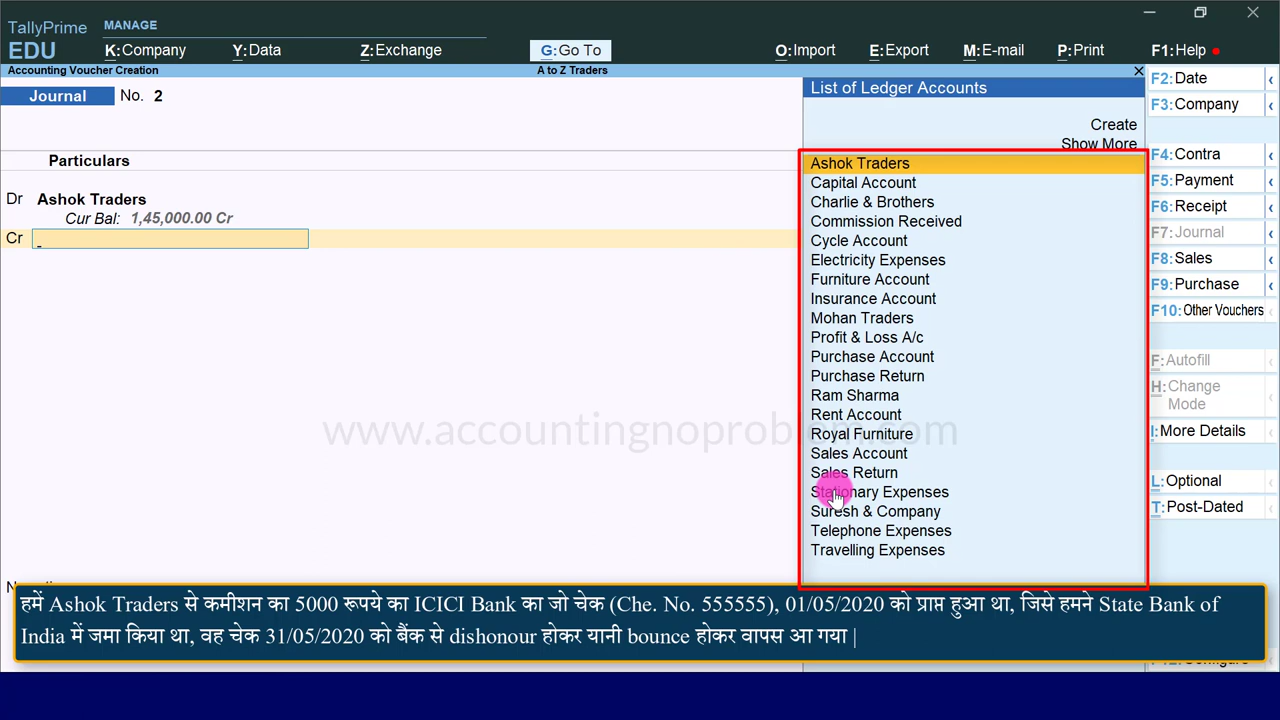 TallyPrime
EDU
MANAGE
K:Company Y:Data Z:Exchange G:Go To O:Import E:Export M:E-mail P:Print F1:Help
Accounting Voucher Creation A to Z Traders
Journal No. 2
Particulars
Dr Ashok Traders
Cur Bal: 1,45,000.00 Cr
Cr
List of Ledger Accounts
Create
Show More
Ashok Traders
Capital Account
Charlie & Brothers
Commission Received
Cycle Account
Electricity Expenses
Furniture Account
Insurance Account
Mohan Traders
Profit & Loss A/c
Purchase Account
Purchase Return
Ram Sharma
Rent Account
Royal Furniture
Sales Account
Sales Return
Stationary Expenses
Suresh & Company
Telephone Expenses
Travelling Expenses
F2:Date
F3:Company
F4:Contra
F5:Payment
F6:Receipt
F7:Journal
F8:Sales
F9:Purchase
F10:Other Vouchers
F:Autofill
H:Change
Mode
I:More Details
L:Optional
T:Post-Dated
www.accountingnoproblem.com
हमें Ashok Traders से कमीशन का 5000 रूपये का ICICI Bank का जो चेक (Che. No. 555555), 01/05/2020 को प्राप्त हुआ था, जिसे हमने State Bank of
India में जमा किया था, वह चेक 31/05/2020 को बैंक से dishonour होकर यानी bounce होकर वापस आ गया |